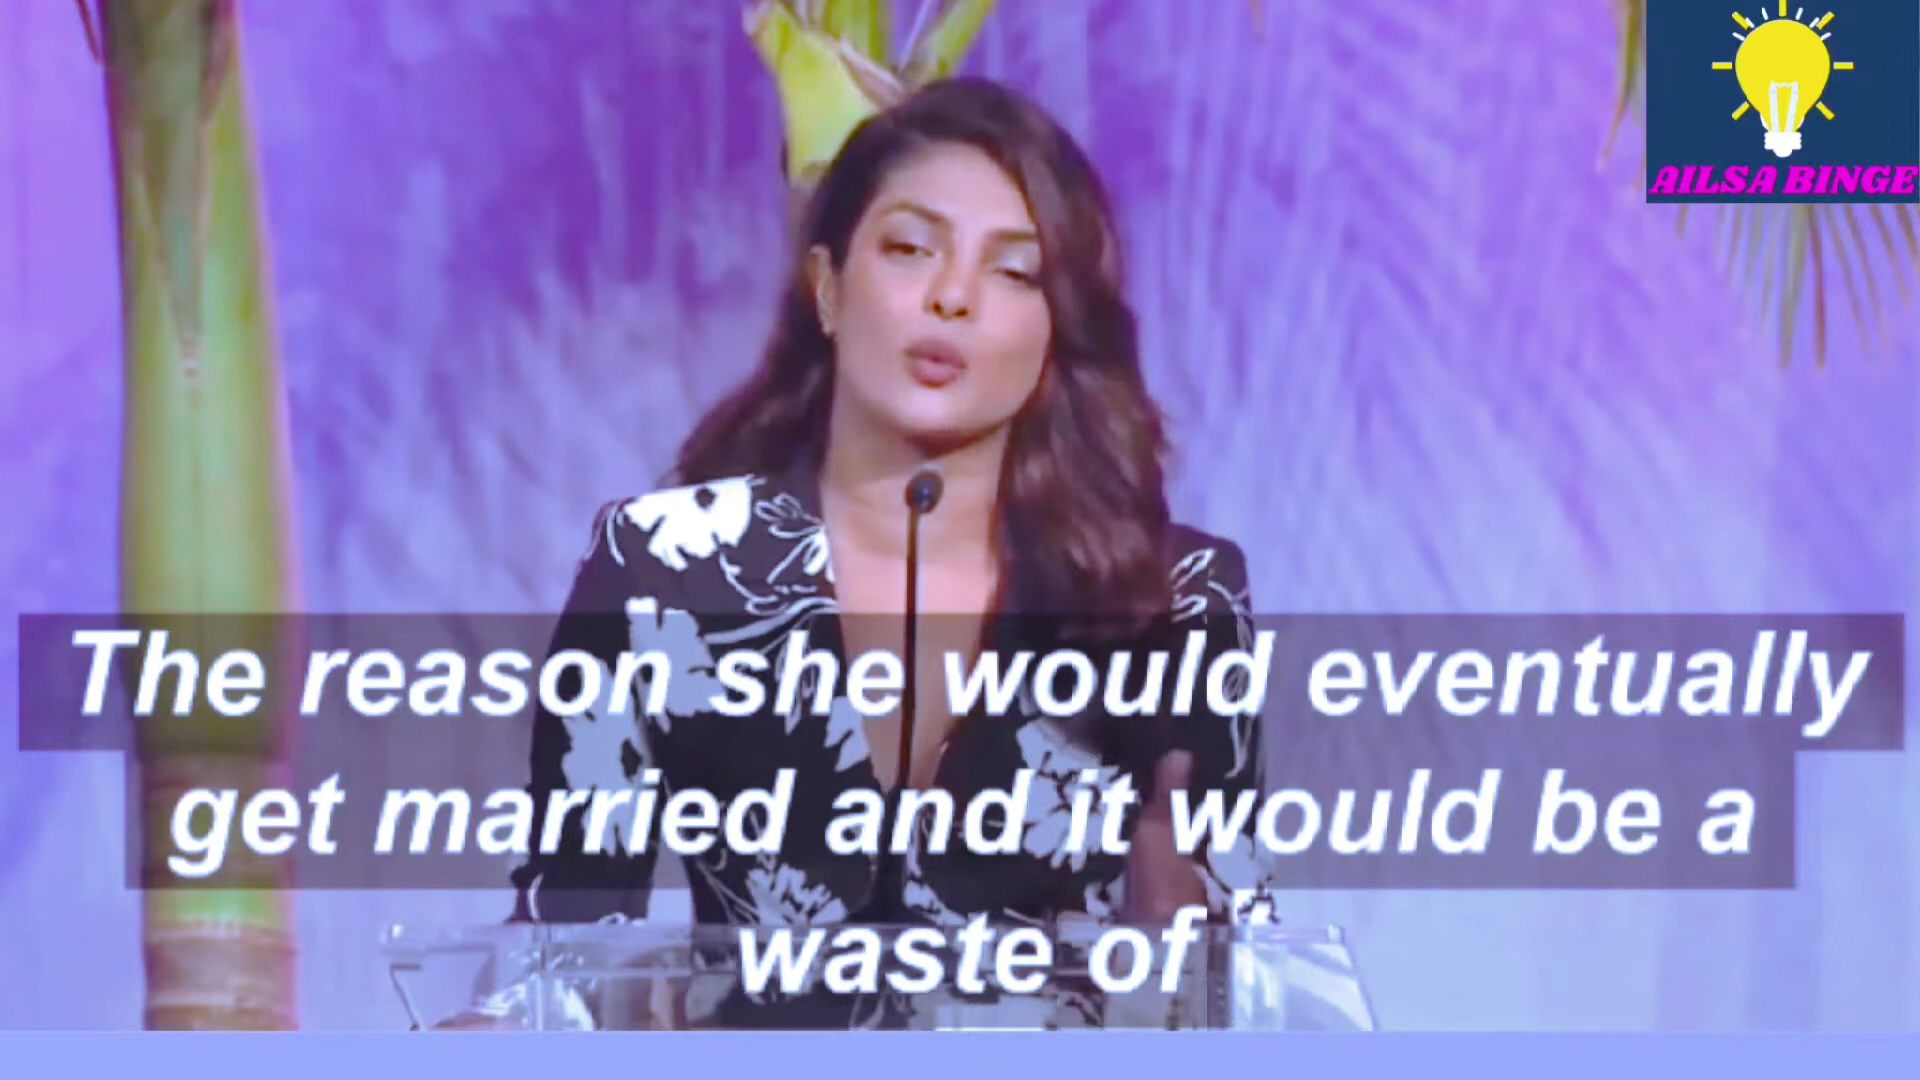 AILSA BINGE
The reason she would eventually
get married and it would be a
waste of